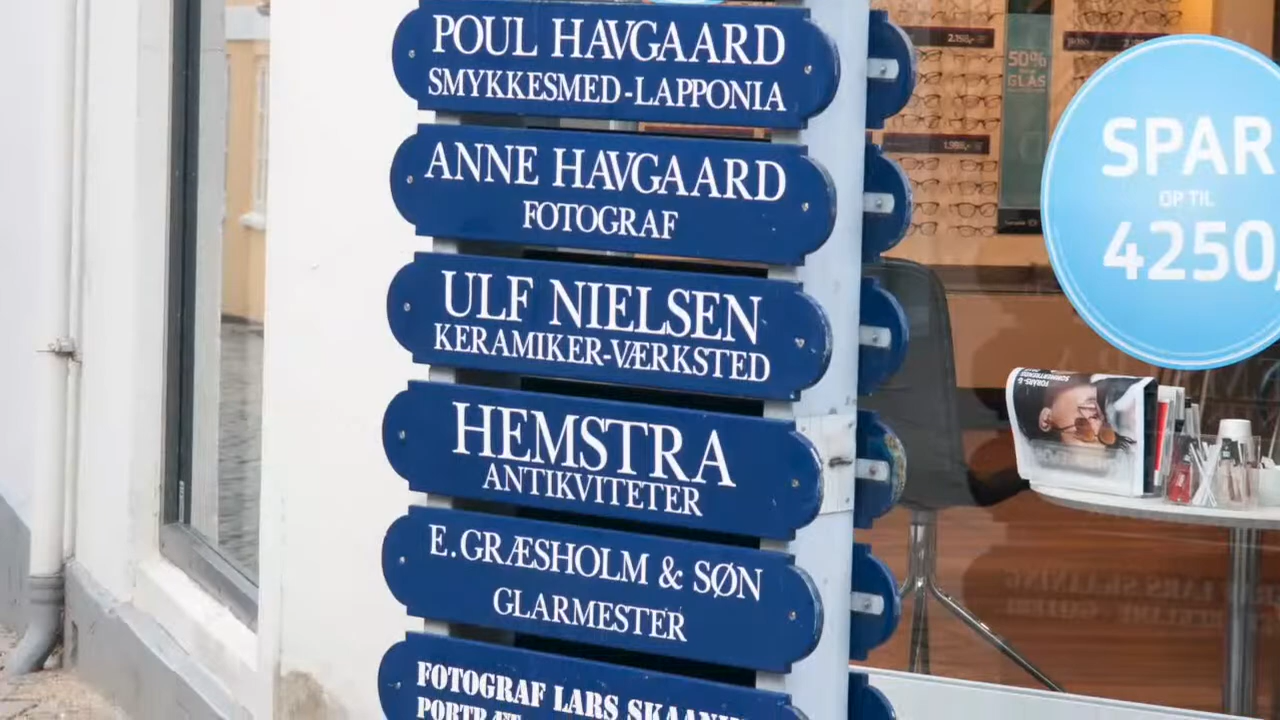 POUL HAVGAARD
SMYKKESMED-LAPPONIA
ANNE HAVGAARD
FOTOGRAF
ULF NIELSEN
KERAMIKER-VÆRKSTED
HEMSTRA
ANTIKVITETER
E. GRÆSHOLM & SØN
GLARMESTER
FOTOGRAF LARS
SPAR
OP TIL
4250,
50%
GLAS